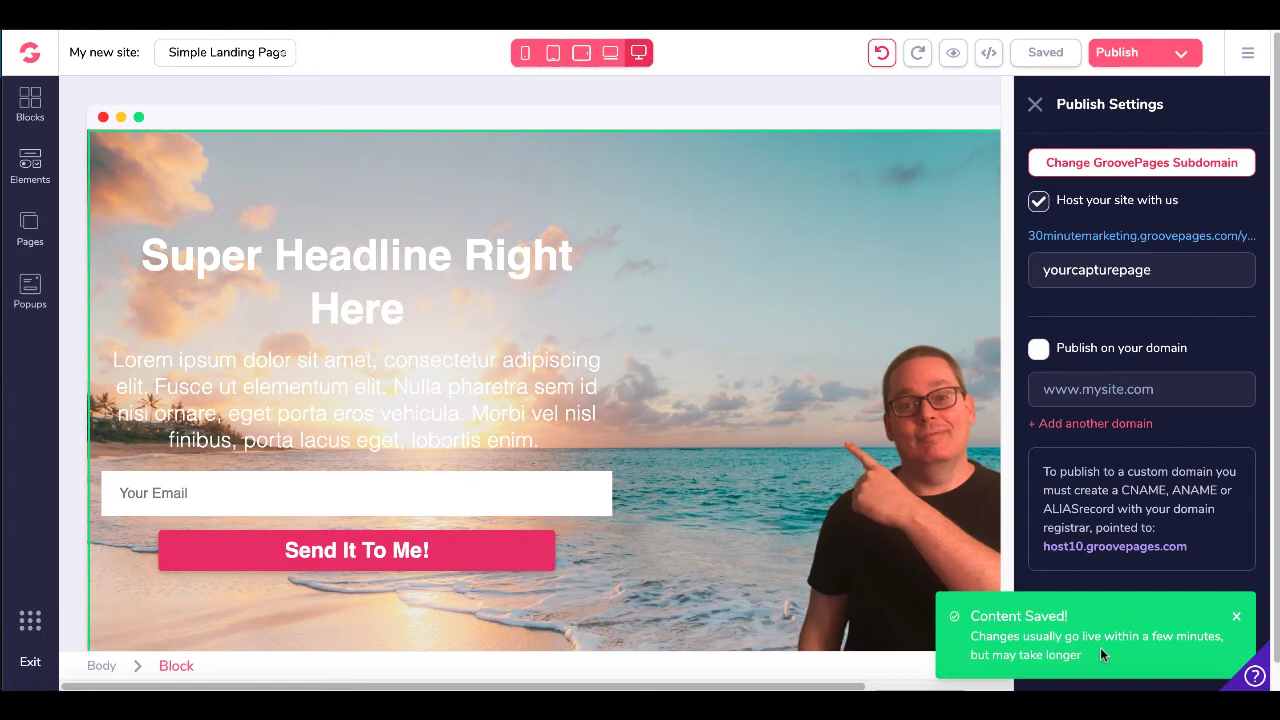 My new site:
Simple Landing Page
Saved
Publish
Blocks
Elements
Pages
Popups
Exit
Super Headline Right
Here
Lorem ipsum dolor sit amet, consectetur adipiscing
elit. Fusce ut elementum elit. Nulla pharetra sem id
nisl ornare, eget porta eros vehicula. Morbi vel nisl
finibus, porta lacus eget, lobortis enim.
Your Email
Send It To Me!
Body
Block
Publish Settings
Change GroovePages Subdomain
Host your site with us
30minutemarketing.groovepages.com/y...
yourcapturepage
Publish on your domain
www.mysite.com
+ Add another domain
To publish to a custom domain you
must create a CNAME, ANAME or
ALIASrecord with your domain
registrar, pointed to:
host10.groovepages.com
Content Saved!
Changes usually go live within a few minutes,
but may take longer
?